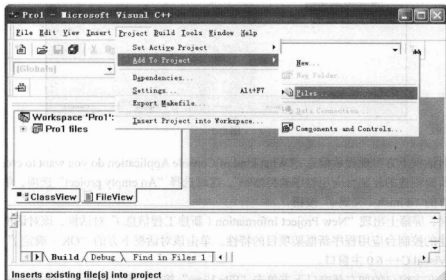 Pro1 - Microsoft Visual C++
File Edit View Insert Project Build Tools Window Help
Set Active Project
Add To Project
New...
New Folder...
(Globals)
Dependencies...
Settings... Alt+F7
Files...
Export Makefile...
Data Connection...
Insert Project into Workspace...
Components and Controls...
Workspace 'Pro1':
Pro1 files
ClassView FileView
Build Debug Find in Files 1
Inserts existing file(s) into project